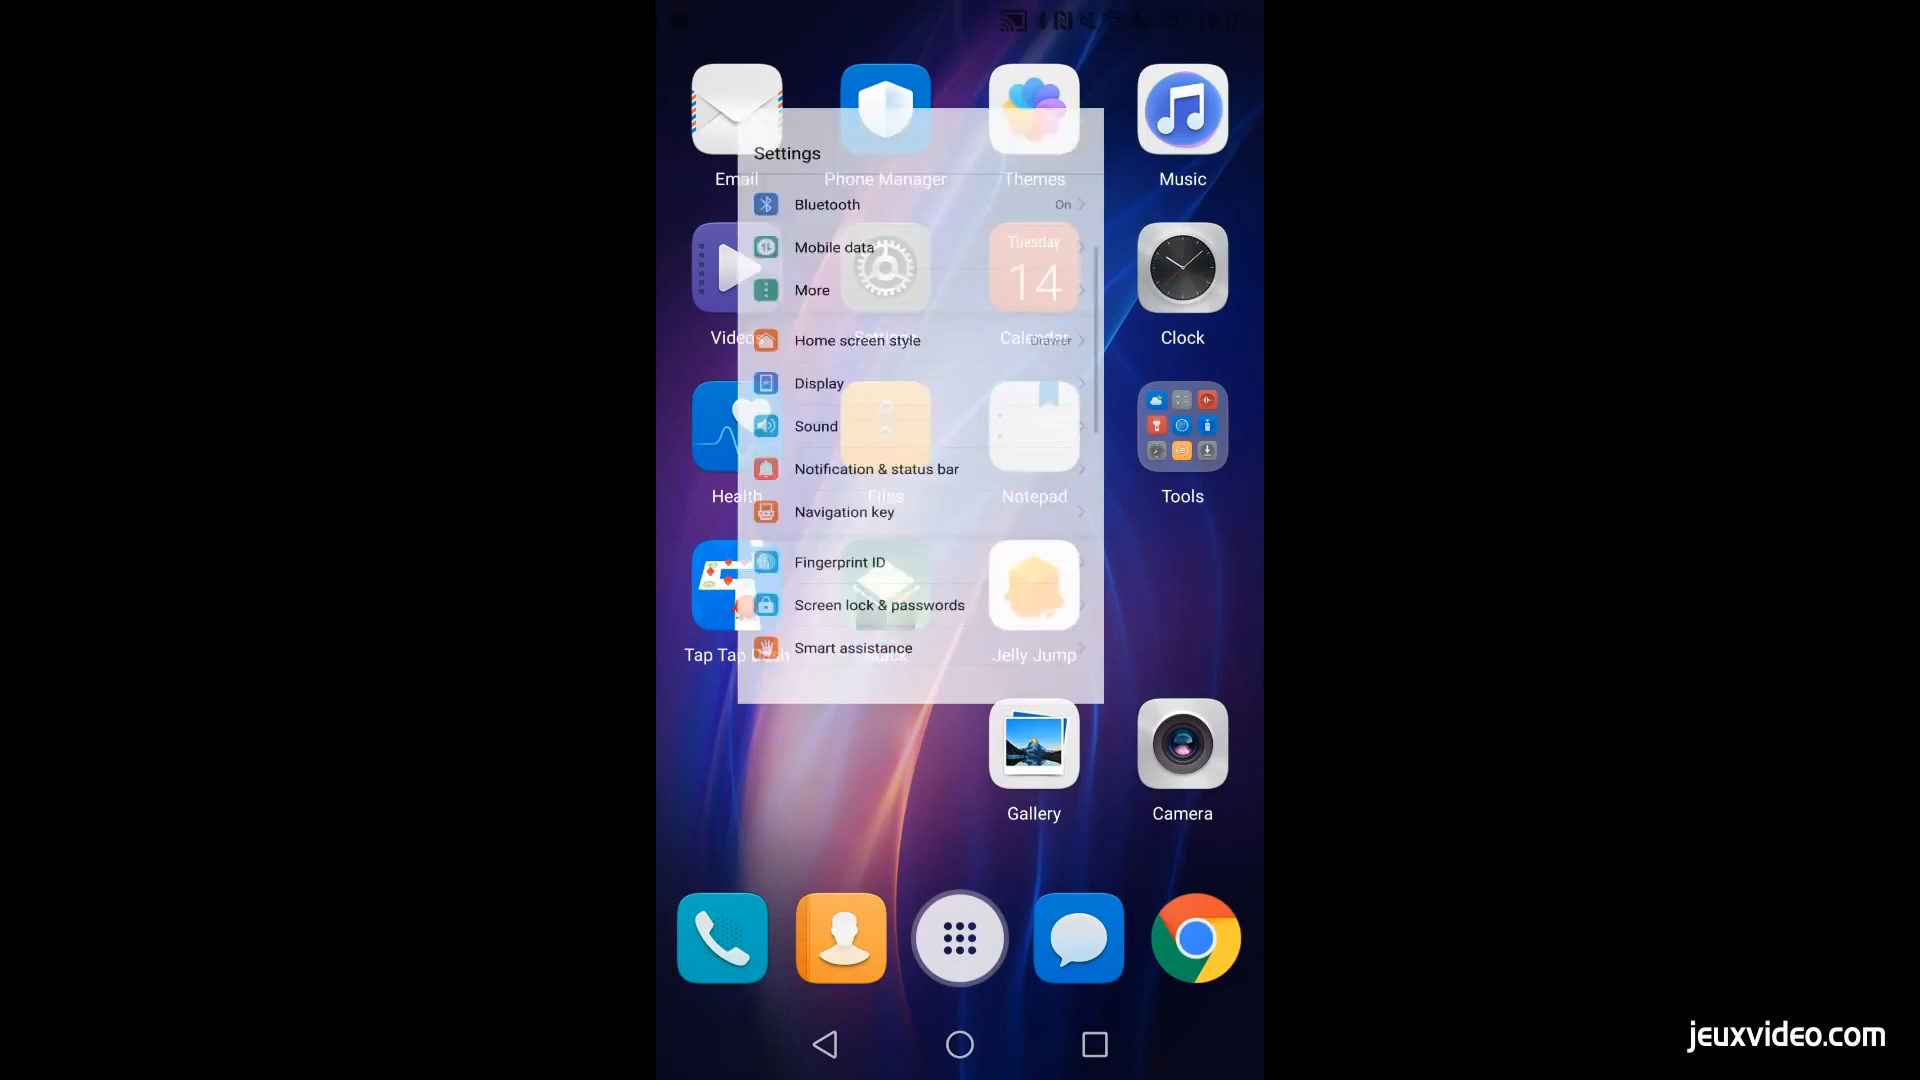 Settings
Email
Phone Manager
Themes
Music
Bluetooth
On
Tuesday
Mobile data
14
More
Videos
Settings
Calendar
Clock
Home screen style
Drawer
Display
Sound
Notification & status bar
Health
Files
Notepad
Tools
Navigation key
Fingerprint ID
Screen lock & passwords
Smart assistance
Tap Tap Dash
Stack
Jelly Jump
Gallery
Camera
jeuxvideo.com